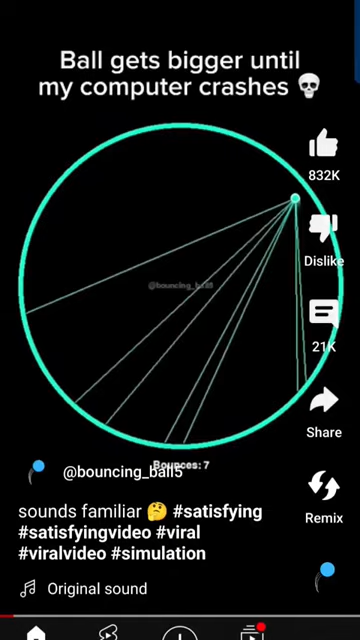 Ball gets bigger until
my computer crashes 💀
832K
Dislike
@bouncing_ball5
21K
Share
Bounces: 7
@bouncing_ball5
Remix
sounds familiar 🤔 #satisfying
#satisfyingvideo #viral
#viralvideo #simulation
Original sound